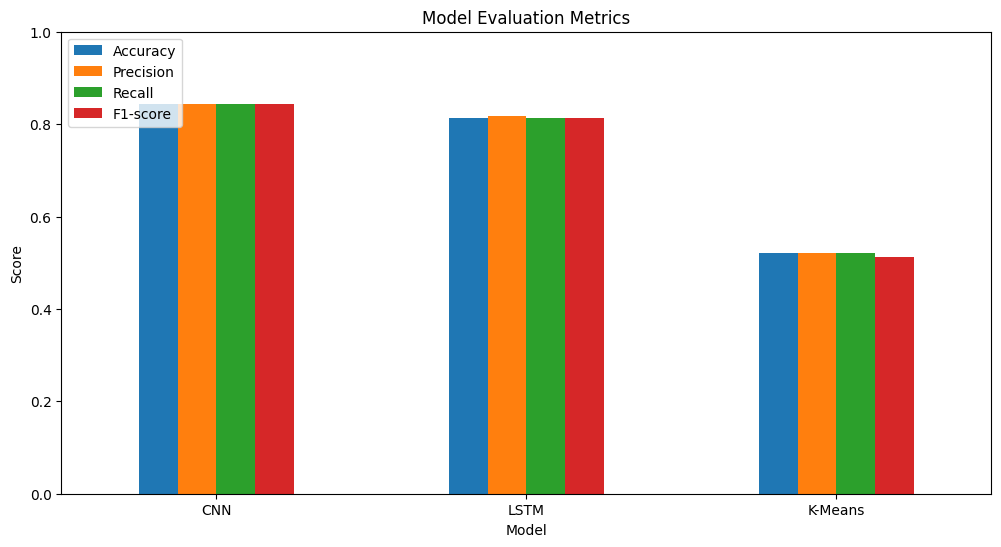 Model Evaluation Metrics
1.0
0.8
0.6
0.4
0.2
0.0
Score
Accuracy
Precision
Recall
F1-score
CNN
LSTM
K-Means
Model